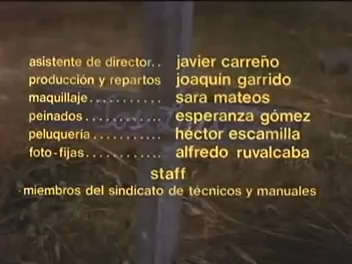 asistente de director.. javier carreño
producción y repartos joaquín garrido
maquillaje........... sara mateos
peinados............ esperanza gómez
peluquería........... héctor escamilla
foto-fijas............ alfredo ruvalcaba
staff
miembros del sindicato de técnicos y manuales